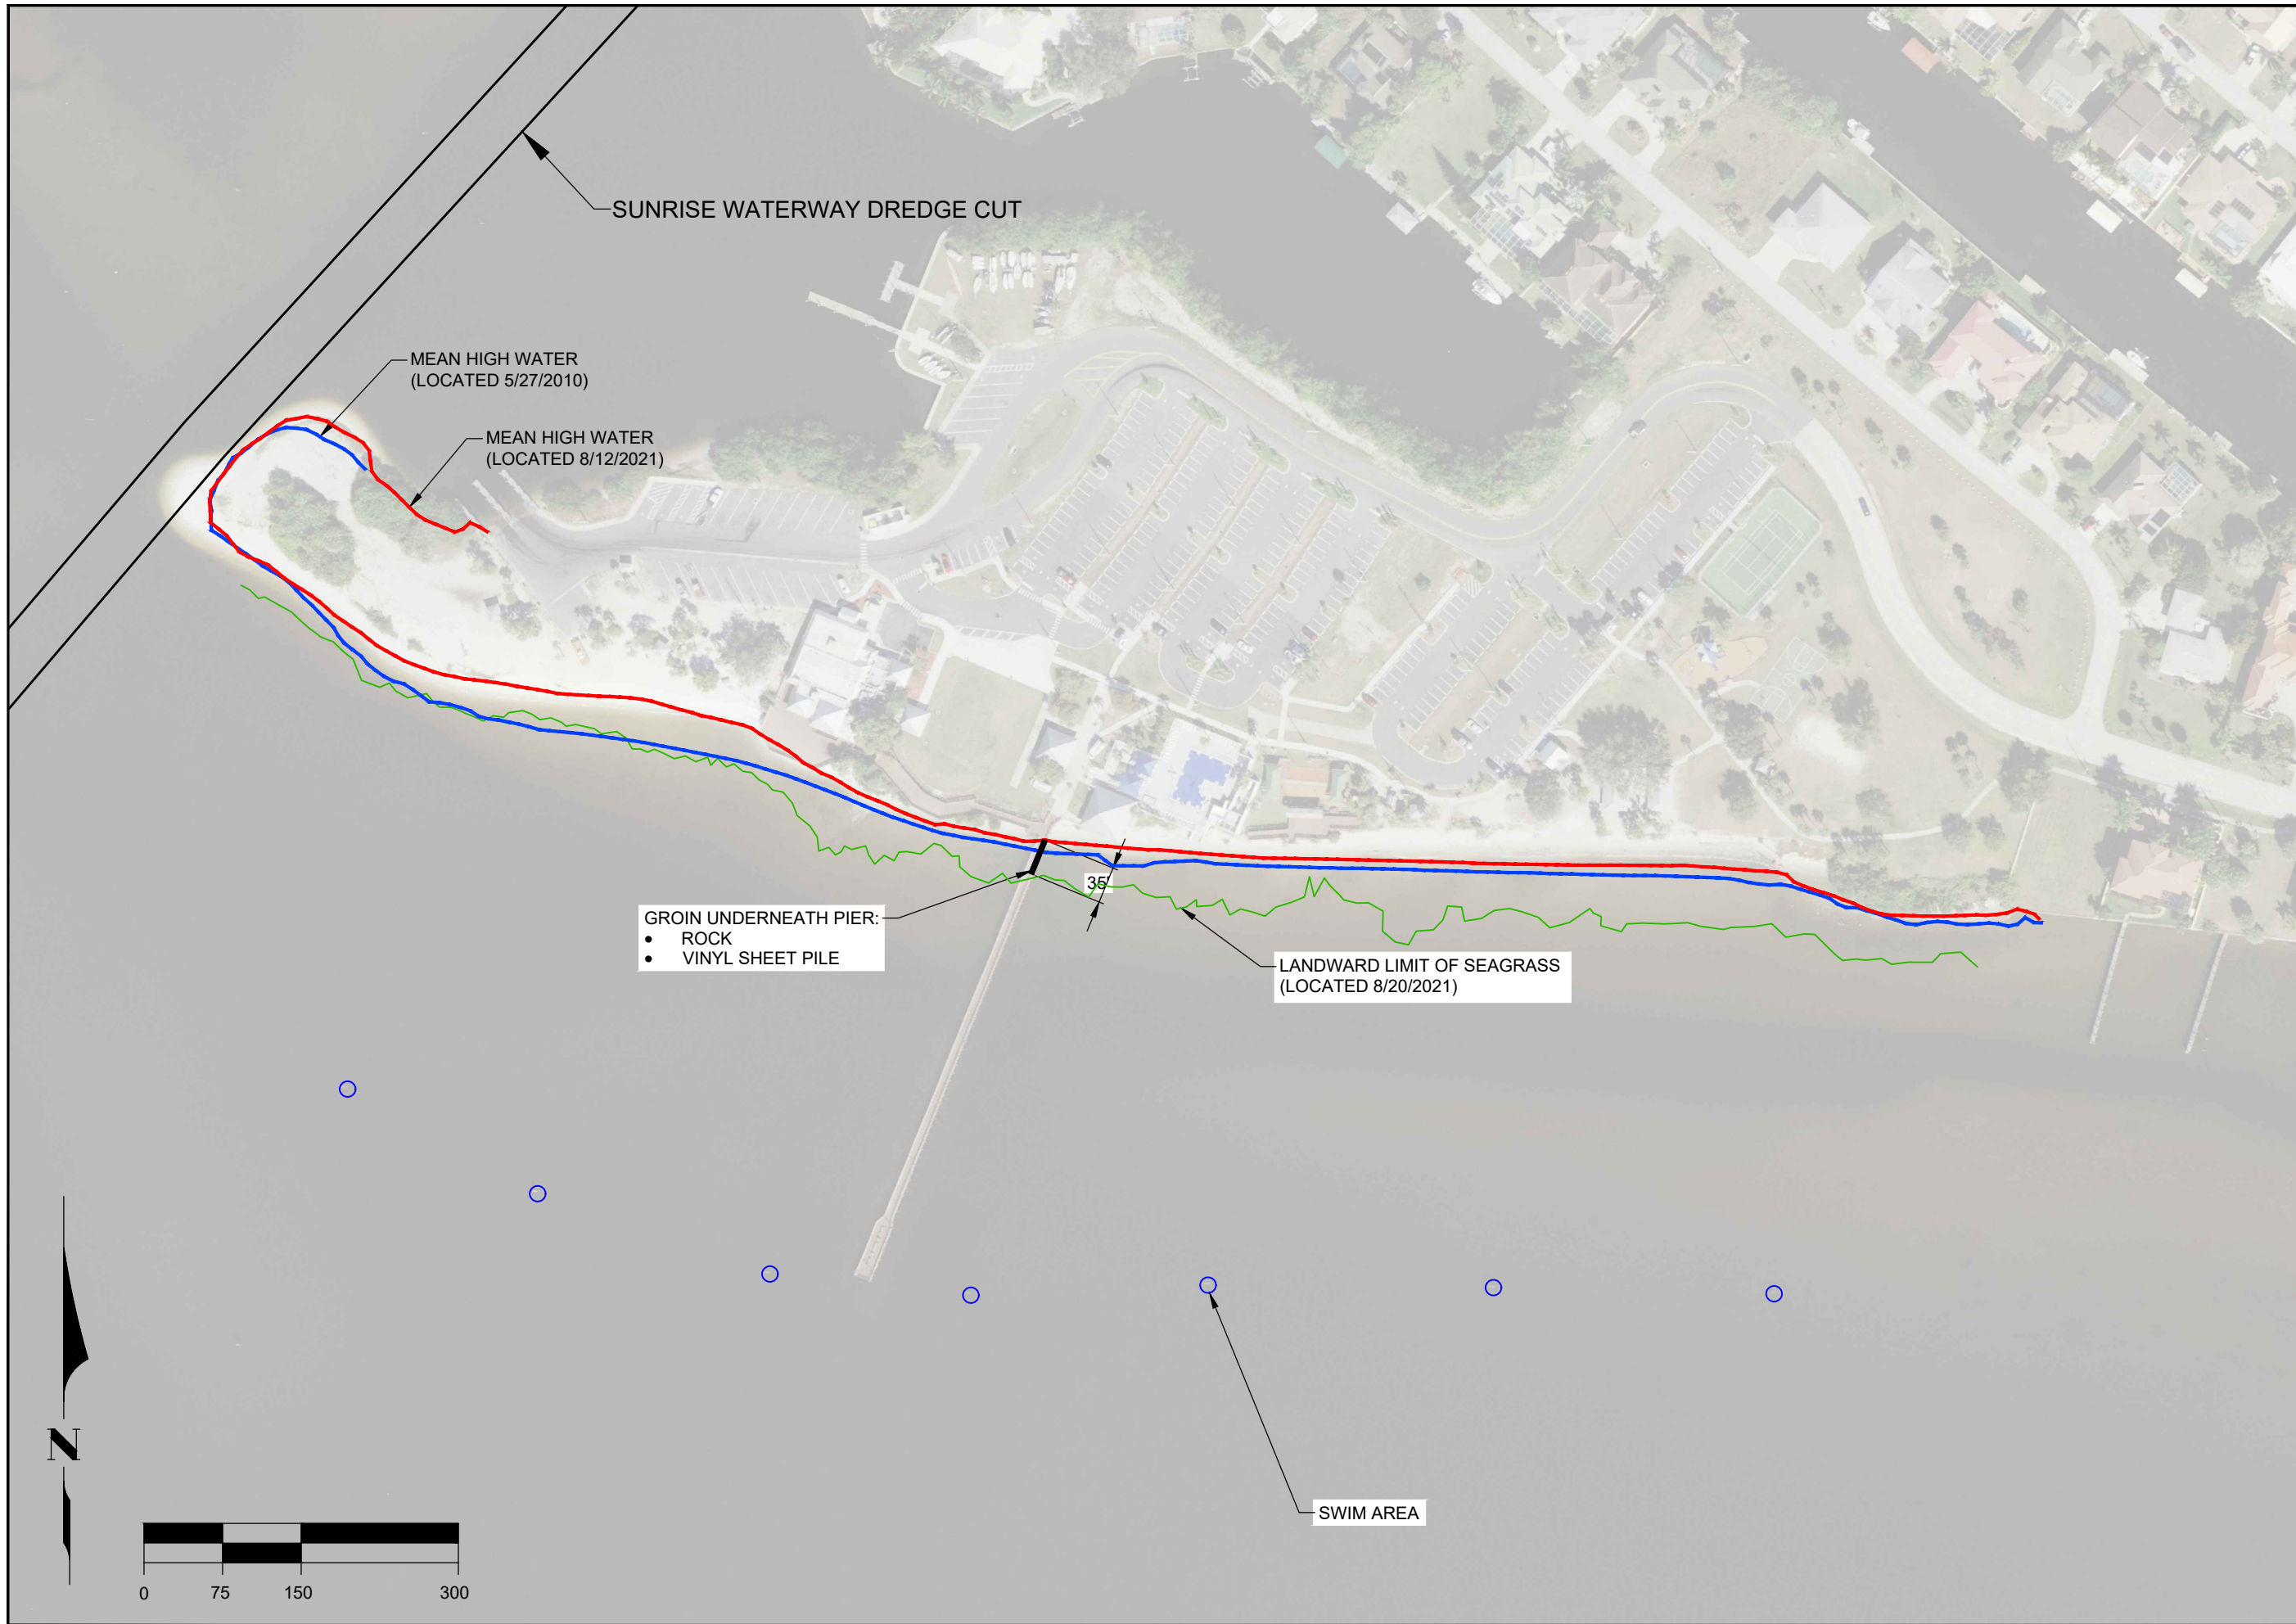 SUNRISE WATERWAY DREDGE CUT
MEAN HIGH WATER
(LOCATED 5/27/2010)
MEAN HIGH WATER
(LOCATED 8/12/2021)
35'
GROIN UNDERNEATH PIER:
• ROCK
• VINYL SHEET PILE
LANDWARD LIMIT OF SEAGRASS
(LOCATED 8/20/2021)
SWIM AREA
N
0 75 150 300